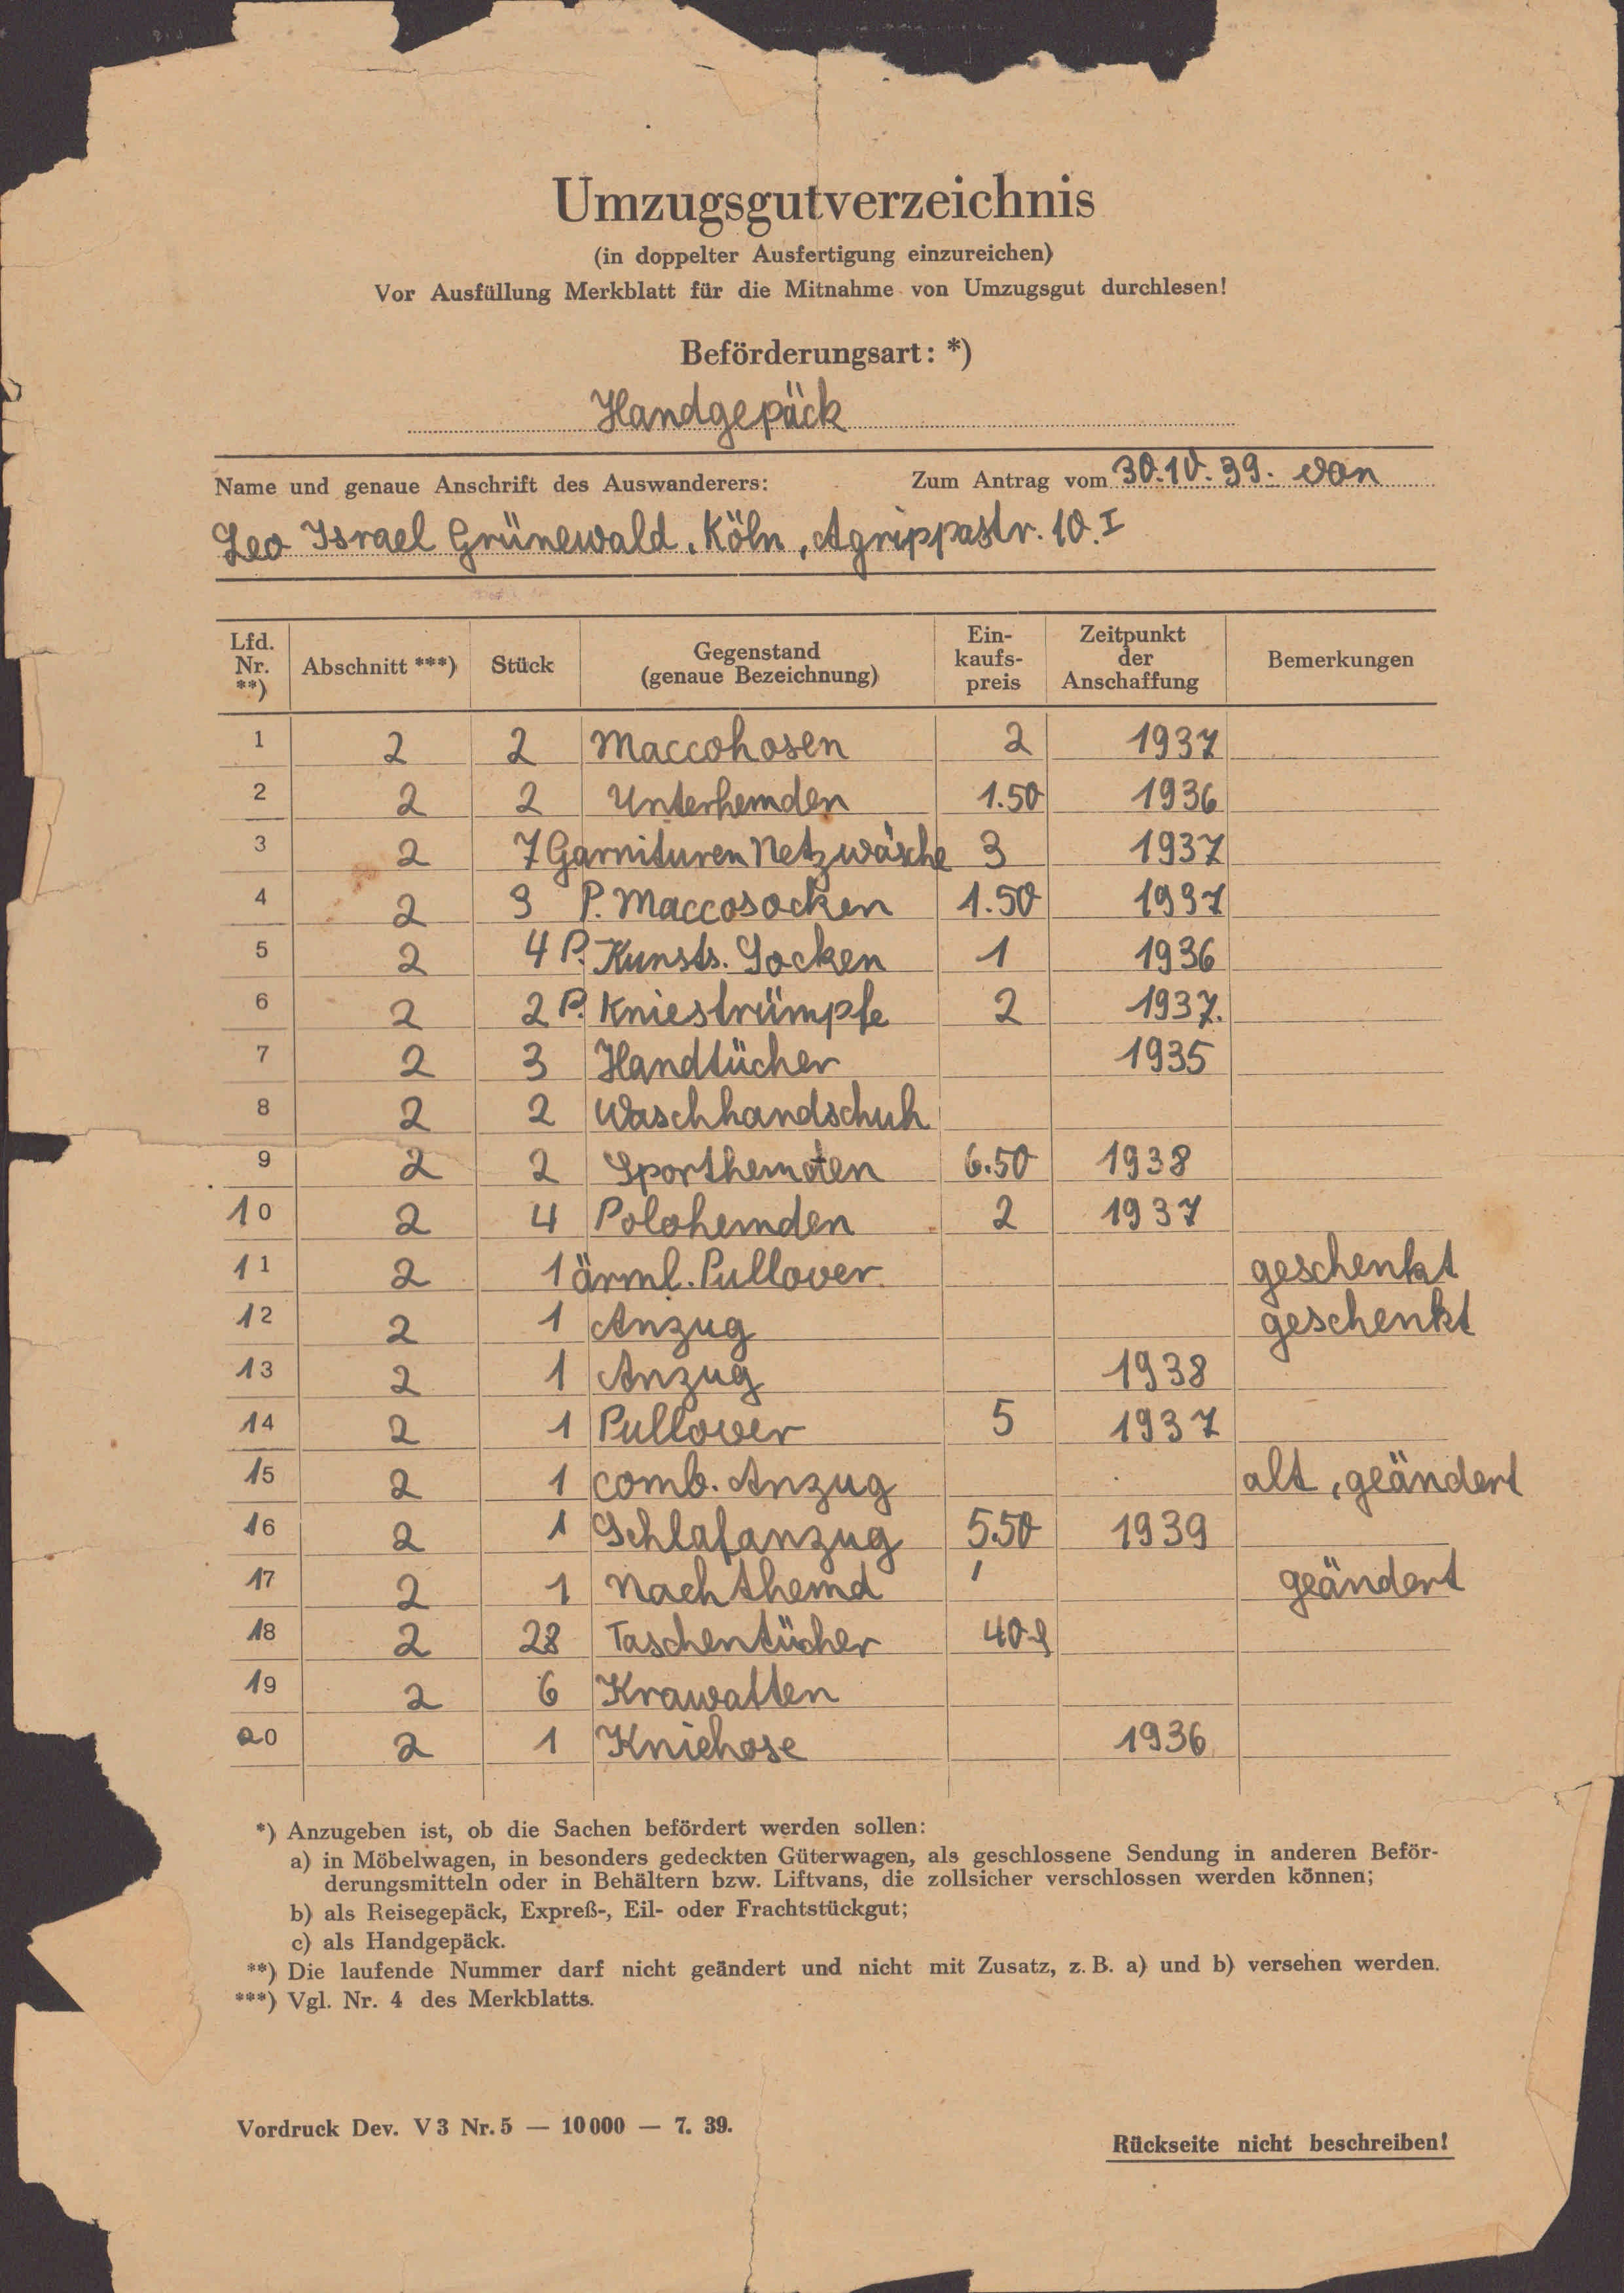 Umzugsgutverzeichnis
(in doppelter Ausfertigung einzureichen)
Vor Ausfüllung Merkblatt für die Mitnahme von Umzugsgut durchlesen!
Beförderungsart: *)
Handgepäck
Name und genaue Anschrift des Auswanderers: Zum Antrag vom 30.10.39. von
Leo Israel Grünewald, Köln, Agrippastr. 10.I
Lfd. Nr. **) Abschnitt ***) Stück Gegenstand (genaue Bezeichnung) Ein-kaufs-preis Zeitpunkt der Anschaffung Bemerkungen
1 2 2 Maccohosen 2 1937
2 2 2 Unterhemden 1.50 1936
3 2 7 Garnituren Netzwäsche 3 1937
4 2 3 P. Maccosocken 1.50 1937
5 2 4 P. Kunsts. Socken 1 1936
6 2 2 P. Kniestrümpfe 2 1937.
7 2 3 Handtücher 1935
8 2 2 Waschhandschuh
9 2 2 Sporthemden 6.50 1938
10 2 4 Polohemden 2 1937
11 2 1 ärml. Pullover geschenkt
12 2 1 Anzug geschenkt
13 2 1 Anzug 1938
14 2 1 Pullover 5 1937
15 2 1 comb. Anzug alt, geändert
16 2 1 Schlafanzug 5.50 1939
17 2 1 Nachthemd geändert
18 2 28 Taschentücher 40
19 2 6 Krawatten
20 2 1 Kniehose 1936
*) Anzugeben ist, ob die Sachen befördert werden sollen:
a) in Möbelwagen, in besonders gedeckten Güterwagen, als geschlossene Sendung in anderen Beför-
derungsmitteln oder in Behältern bzw. Liftvans, die zollsicher verschlossen werden können;
b) als Reisegepäck, Expreß-, Eil- oder Frachtstückgut;
c) als Handgepäck.
**) Die laufende Nummer darf nicht geändert und nicht mit Zusatz, z. B. a) und b) versehen werden.
***) Vgl. Nr. 4 des Merkblatts.
Vordruck Dev. V 3 Nr. 5 — 10 000 — 7. 39.
Rückseite nicht beschreiben!